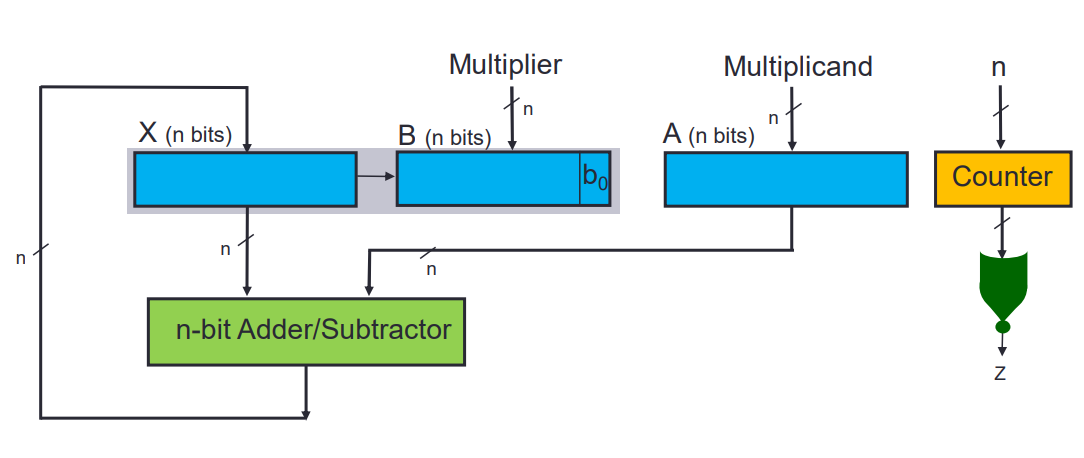 Multiplier
Multiplicand
n
n
n
X (n bits)
B (n bits)
A (n bits)
b0
Counter
n
n
n
n-bit Adder/Subtractor
z